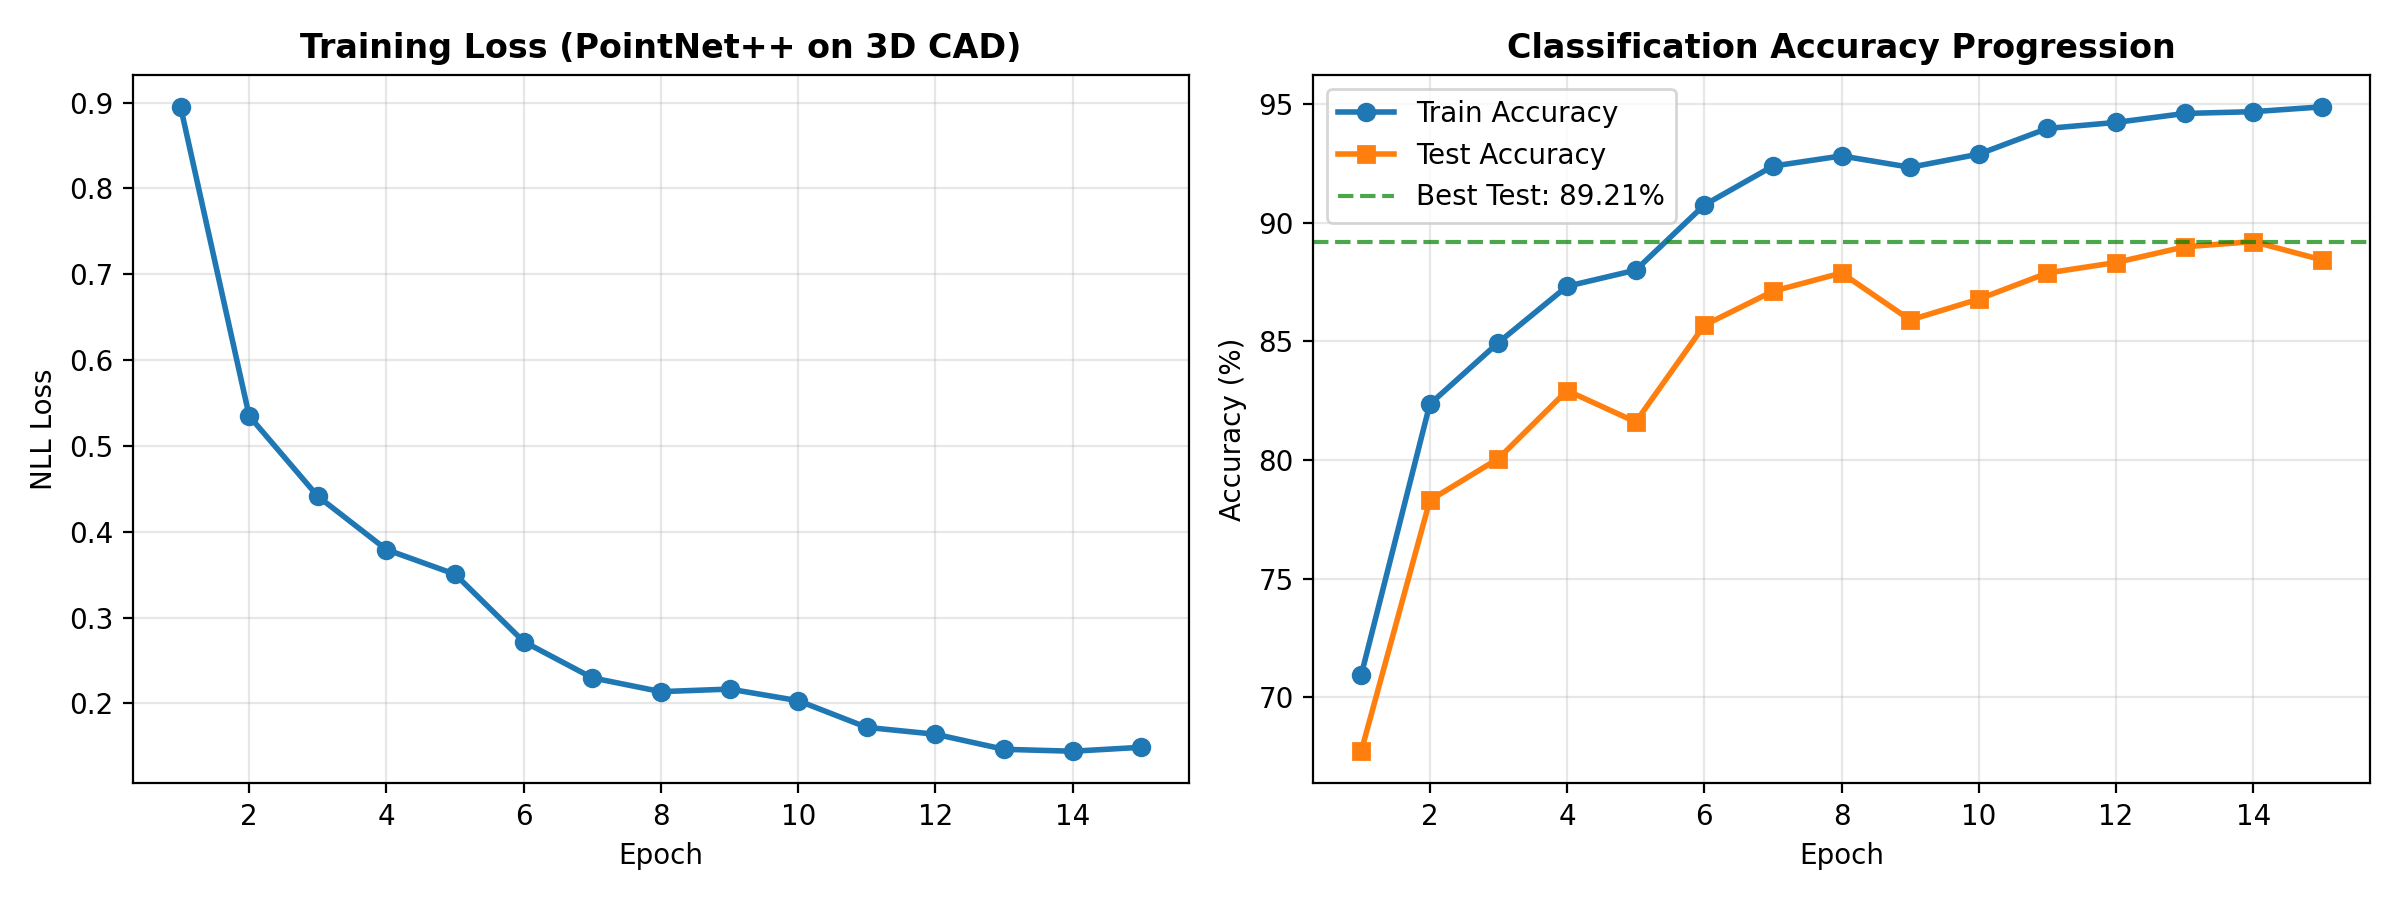 Training Loss (PointNet++ on 3D CAD)
NLL Loss
0.9
0.8
0.7
0.6
0.5
0.4
0.3
0.2
2 4 6 8 10 12 14
Epoch
Classification Accuracy Progression
Train Accuracy
Test Accuracy
Best Test: 89.21%
Accuracy (%)
95
90
85
80
75
70
2 4 6 8 10 12 14
Epoch